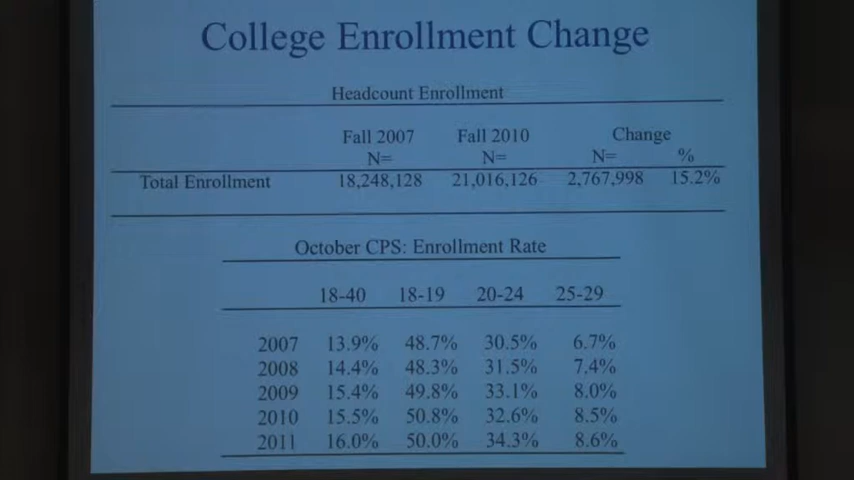 College Enrollment Change
Headcount Enrollment
Fall 2007 Fall 2010 Change
N= N= N= %
Total Enrollment 18,248,128 21,016,126 2,767,998 15.2%
October CPS: Enrollment Rate
18-40 18-19 20-24 25-29
2007 13.9% 48.7% 30.5% 6.7%
2008 14.4% 48.3% 31.5% 7.4%
2009 15.4% 49.8% 33.1% 8.0%
2010 15.5% 50.8% 32.6% 8.5%
2011 16.0% 50.0% 34.3% 8.6%